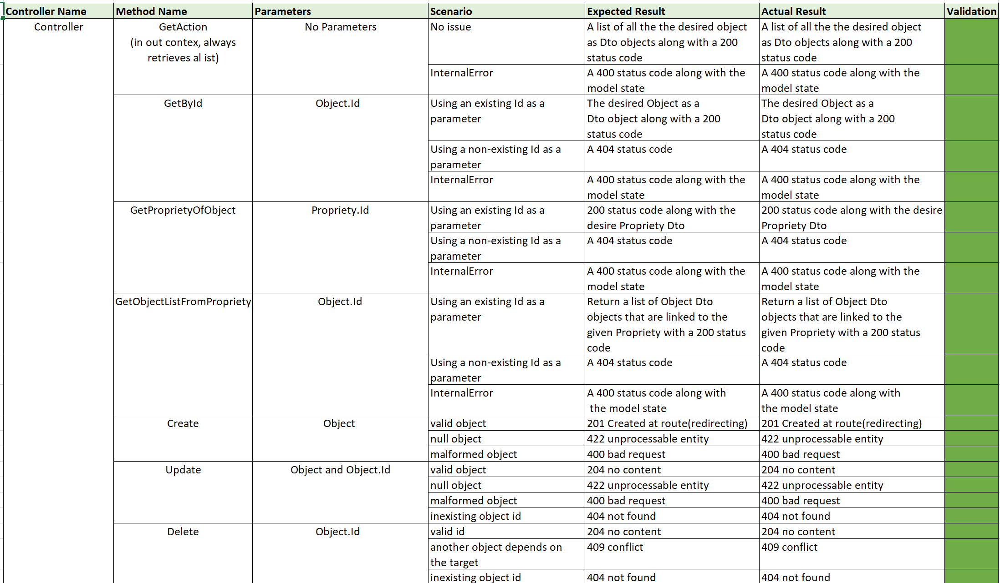 Controller Name Method Name Parameters Scenario Expected Result Actual Result Validation
Controller GetAction No Parameters No issue A list of all the the desired object A list of all the the desired object
(in out contex, always as Dto objects along with a 200 as Dto objects along with a 200
retrieves al ist) status code status code
InternalError A 400 status code along with the A 400 status code along with the
model state model state
GetById Object.Id Using an existing Id as a The desired Object as a The desired Object as a
parameter Dto object along with a 200 Dto object along with a 200
status code status code
Using a non-existing Id as a A 404 status code A 404 status code
parameter
InternalError A 400 status code along with the A 400 status code along with the
model state model state
GetProprietyOfObject Propriety.Id Using an existing Id as a 200 status code along with the 200 status code along with the desire
parameter desire Propriety Dto Propriety Dto
Using a non-existing Id as a A 404 status code A 404 status code
parameter
InternalError A 400 status code along with the A 400 status code along with the
model state model state
GetObjectListFromPropriety Object.Id Using an existing Id as a Return a list of Object Dto Return a list of Object Dto
parameter objects that are linked to the objects that are linked to the
given Propriety with a 200 status given Propriety with a 200 status
code code
Using a non-existing Id as a A 404 status code A 404 status code
parameter
InternalError A 400 status code along with A 400 status code along with
the model state the model state
Create Object valid object 201 Created at route(redirecting) 201 Created at route(redirecting)
null object 422 unprocessable entity 422 unprocessable entity
malformed object 400 bad request 400 bad request
Update Object and Object.Id valid object 204 no content 204 no content
null object 422 unprocessable entity 422 unprocessable entity
malformed object 400 bad request 400 bad request
inexisting object id 404 not found 404 not found
Delete Object.Id valid id 204 no content 204 no content
another object depends on 409 conflict 409 conflict
the target
inexisting object id 404 not found 404 not found